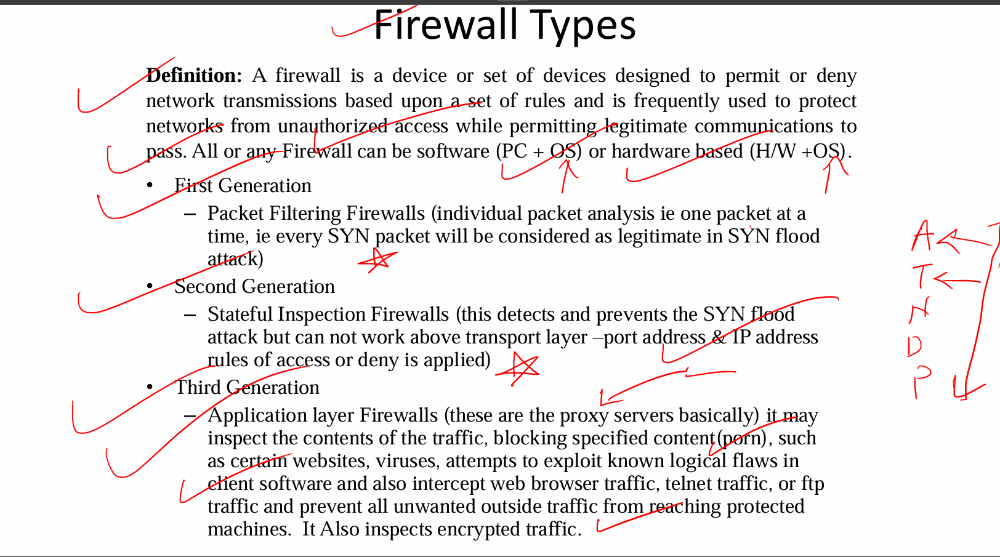 Firewall Types
Definition: A firewall is a device or set of devices designed to permit or deny
network transmissions based upon a set of rules and is frequently used to protect
networks from unauthorized access while permitting legitimate communications to
pass. All or any Firewall can be software (PC + OS) or hardware based (H/W +OS).
• First Generation
– Packet Filtering Firewalls (individual packet analysis ie one packet at a
time, ie every SYN packet will be considered as legitimate in SYN flood
attack)
• Second Generation
– Stateful Inspection Firewalls (this detects and prevents the SYN flood
attack but can not work above transport layer –port address & IP address
rules of access or deny is applied)
• Third Generation
– Application layer Firewalls (these are the proxy servers basically) it may
inspect the contents of the traffic, blocking specified content(porn), such
as certain websites, viruses, attempts to exploit known logical flaws in
client software and also intercept web browser traffic, telnet traffic, or ftp
traffic and prevent all unwanted outside traffic from reaching protected
machines. It Also inspects encrypted traffic.
A
T
N
D
P